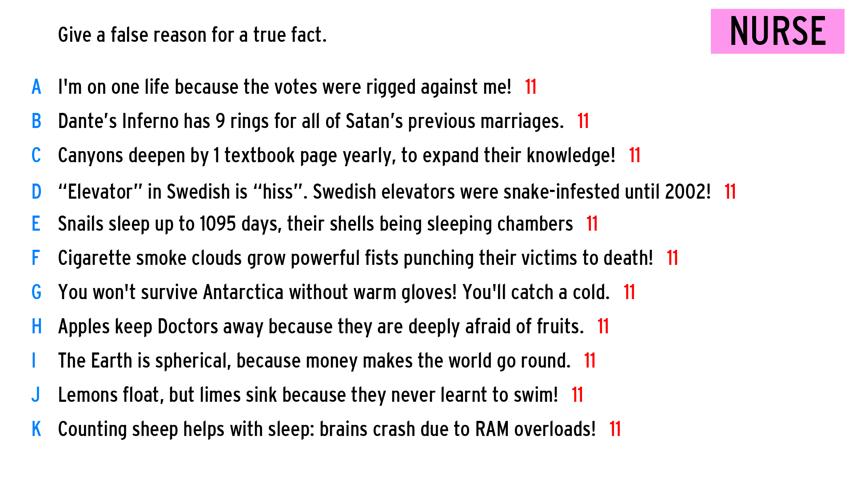 Give a false reason for a true fact.
NURSE
A I'm on one life because the votes were rigged against me! 11
B Dante’s Inferno has 9 rings for all of Satan’s previous marriages. 11
C Canyons deepen by 1 textbook page yearly, to expand their knowledge! 11
D “Elevator” in Swedish is “hiss”. Swedish elevators were snake-infested until 2002! 11
E Snails sleep up to 1095 days, their shells being sleeping chambers 11
F Cigarette smoke clouds grow powerful fists punching their victims to death! 11
G You won't survive Antarctica without warm gloves! You'll catch a cold. 11
H Apples keep Doctors away because they are deeply afraid of fruits. 11
I The Earth is spherical, because money makes the world go round. 11
J Lemons float, but limes sink because they never learnt to swim! 11
K Counting sheep helps with sleep: brains crash due to RAM overloads! 11